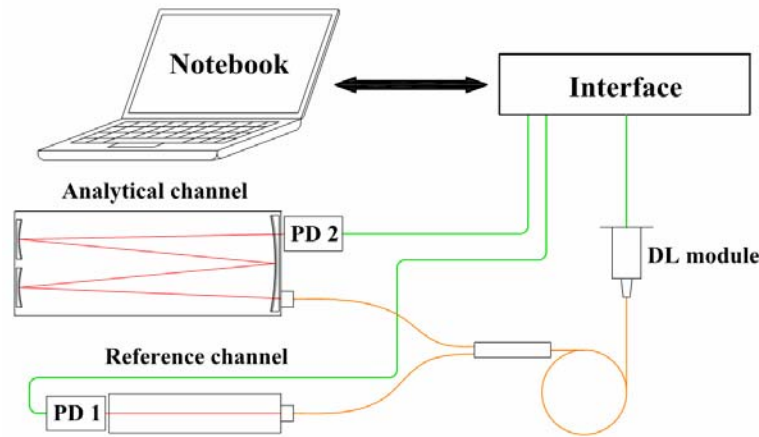 Notebook
Interface
Analytical channel
PD 2
DL module
Reference channel
PD 1